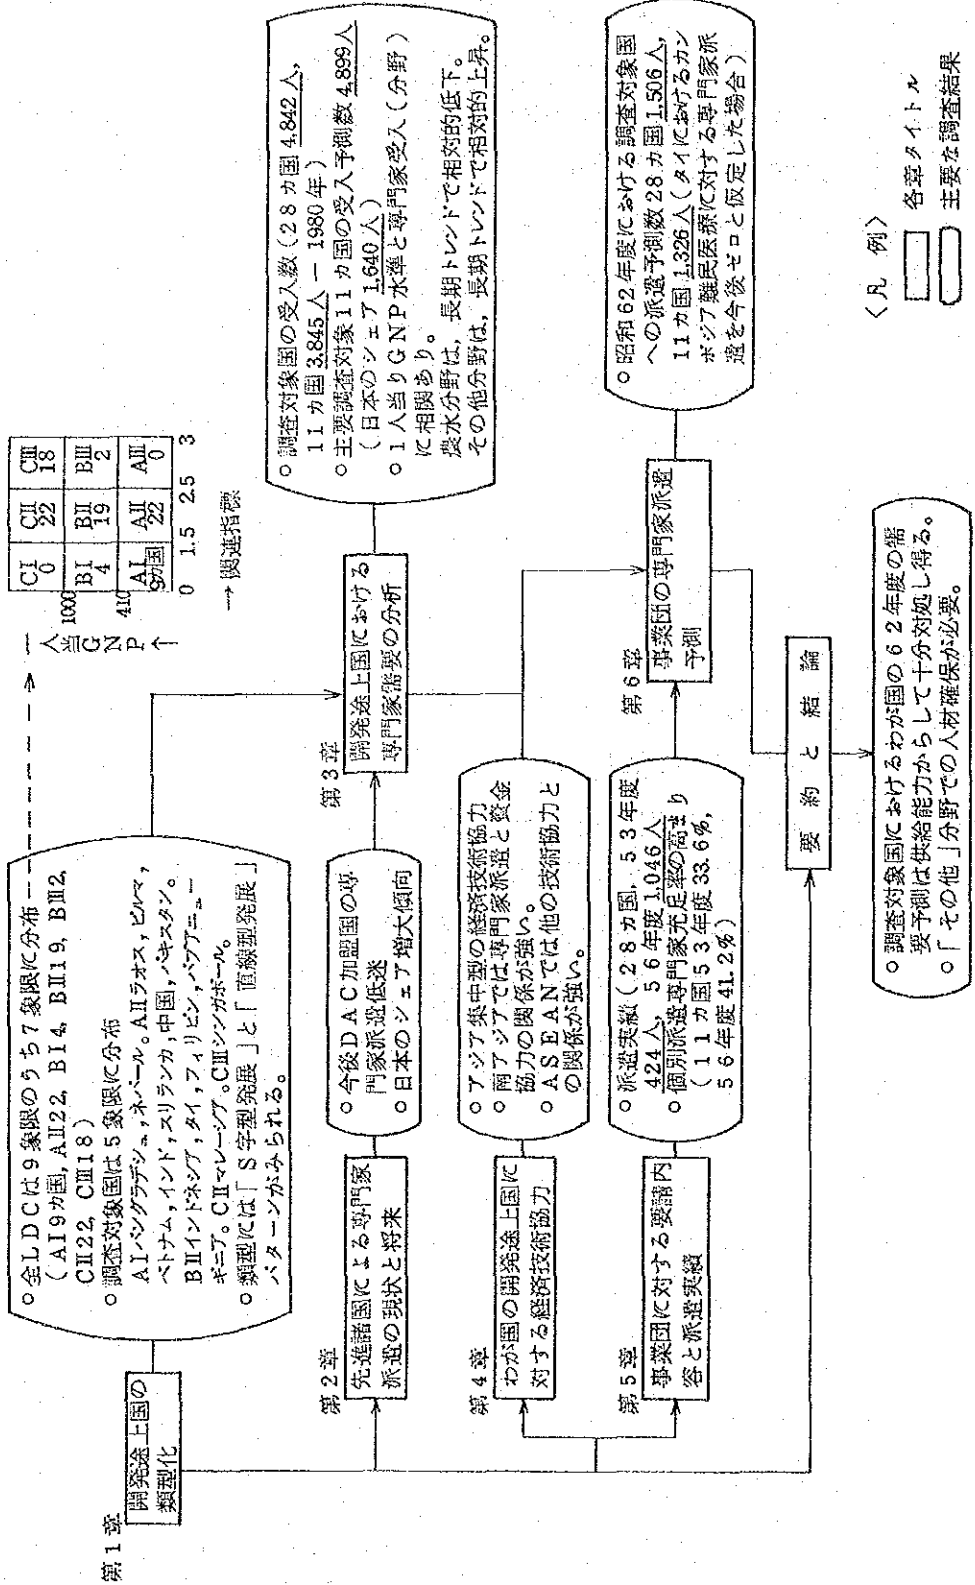 第1章
開発途上国の
類型化
○ 全LDCは9象限のうち7象限に分布
(AⅠ9カ国, AⅡ22, BⅠ4, BⅡ19, BⅢ2,
CⅡ22, CⅢ18)
○ 調査対象国は5象限に分布
AⅠバングラデシュ,ネパール。AⅡラオス,ビルマ,
ベトナム,インド,スリランカ,中国,パキスタン。
BⅡインドネシア,タイ,フィリピン,パプアニュー
ギニア。CⅡマレーシア。CⅢシンガポール。
○ 類型には「S字型発展」と「直線型発展」
パターンがみられる。
一人当GNP↑
1000
410
CⅠ 0
CⅡ 22
CⅢ 18
BⅠ 4
BⅡ 19
BⅢ 2
AⅠ 9カ国
AⅡ 22
AⅢ 0
0 1.5 2.5 3
→関連指標
第2章
先進諸国による専門家
派遣の現状と将来
○ 今後DAC加盟国の専
門家派遣低迷
○ 日本のシェア増大傾向
第3章
開発途上国における
専門家需要の分析
○ 調査対象国の受入数(28カ国4,842人,
11カ国3,845人―1980年)
○ 主要調査対象11カ国の受入予測数4,899人
(日本のシェア1,640人)
○ 1人当りGNP水準と専門家受入(分野)
に相関あり。
農水分野は,長期トレンドで相対的低下。
その他分野は,長期トレンドで相対的上昇。
第4章
わが国の開発途上国に
対する経済技術協力
○ アジア集中型の経済技術協力
○ 南アジアでは専門家派遣と資金
協力の関係が強い。
○ ASEANでは他の技術協力と
の関係が強い。
第5章
事業団に対する要請内
容と派遣実績
○ 派遣実績(28カ国,53年度
424人,56年度1,046人
○ 個別派遣専門家充足率の高まり
(11カ国53年度33.6%,
56年度41.2%)
第6章
事業団の専門家派遣
予測
○ 昭和62年度における調査対象国
への派遣予測数28カ国1,506人,
11カ国1,326人(タイにおけるカン
ボジア難民医療に対する専門家派
遣を今後ゼロと仮定した場合)
要約と結論
○ 調査対象国におけるわが国の62年度の需
要予測は供給能力からして十分対処し得る。
○ 「その他」分野での人材確保が必要。
〈凡 例〉
各章タイトル
主要な調査結果